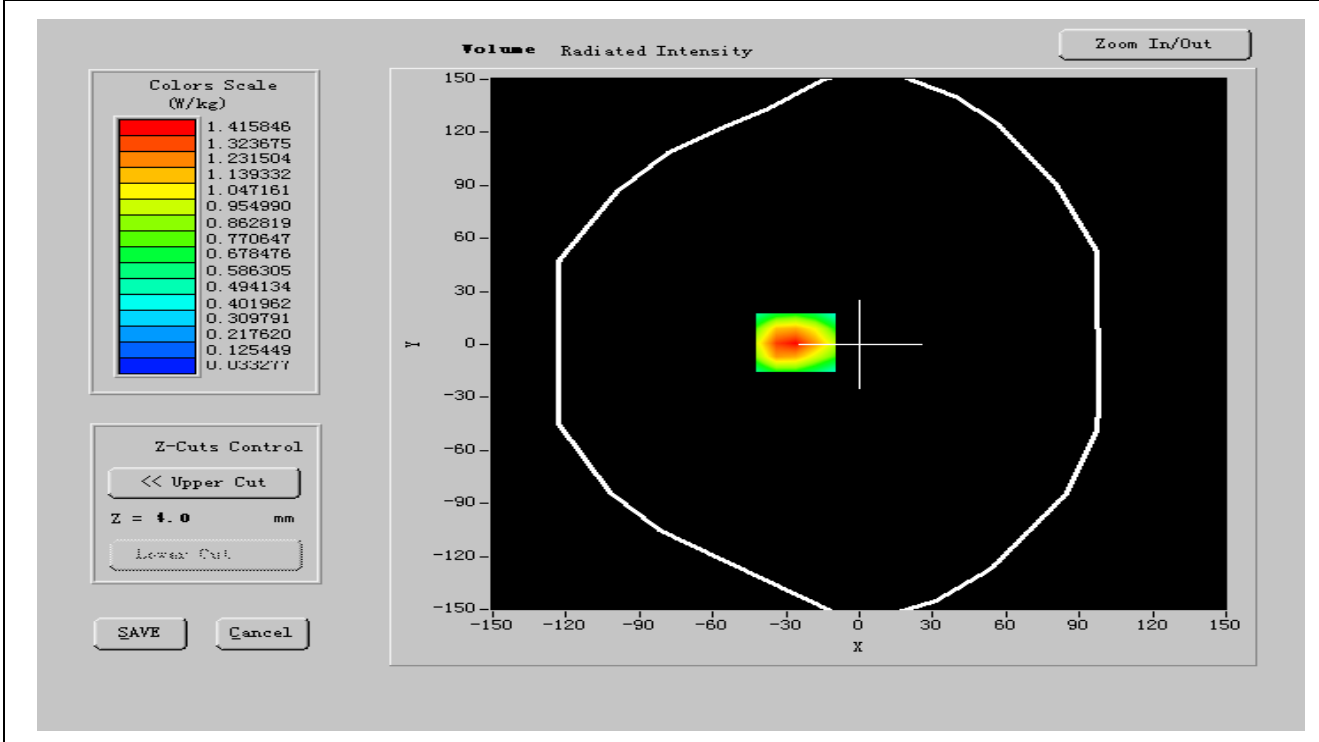 Volume Radiated Intensity
Zoom In/Out
Colors Scale
(W/kg)
1.415846
1.323675
1.231504
1.139332
1.047161
0.954990
0.862819
0.770647
0.678476
0.586305
0.494134
0.401962
0.309791
0.217620
0.125449
0.033277
Z-Cuts Control
<< Upper Cut
Z = 4.0 mm
Lower Cut
SAVE Cancel
150
120
90
60
30
0
-30
-60
-90
-120
-150
Y
-150 -120 -90 -60 -30 0 30 60 90 120 150
X